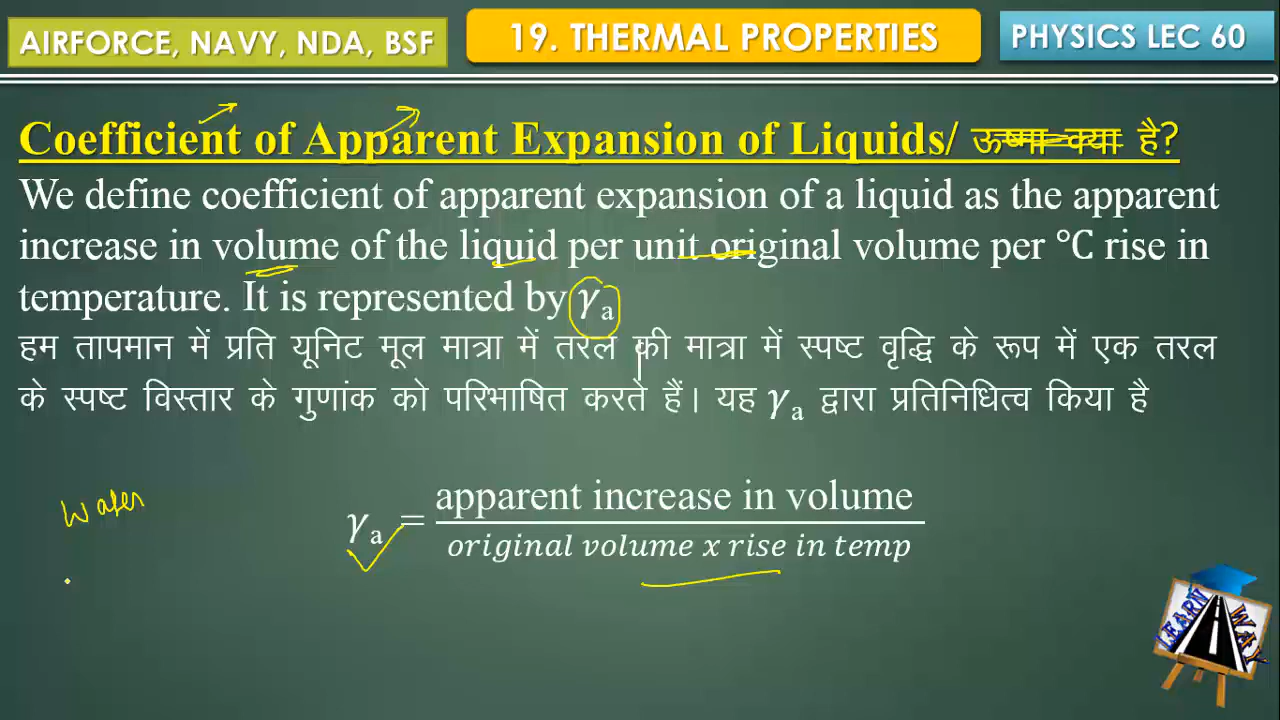 AIRFORCE, NAVY, NDA, BSF
19. THERMAL PROPERTIES
PHYSICS LEC 60
Coefficient of Apparent Expansion of Liquids/ ऊष्मा क्या है?
We define coefficient of apparent expansion of a liquid as the apparent
increase in volume of the liquid per unit original volume per °C rise in
temperature. It is represented by γa
हम तापमान में प्रति यूनिट मूल मात्रा में तरल की मात्रा में स्पष्ट वृद्धि के रूप में एक तरल
के स्पष्ट विस्तार के गुणांक को परिभाषित करते हैं। यह γa द्वारा प्रतिनिधित्व किया है
water
apparent increase in volume
γa =
original volume x rise in temp
LEARN WAY